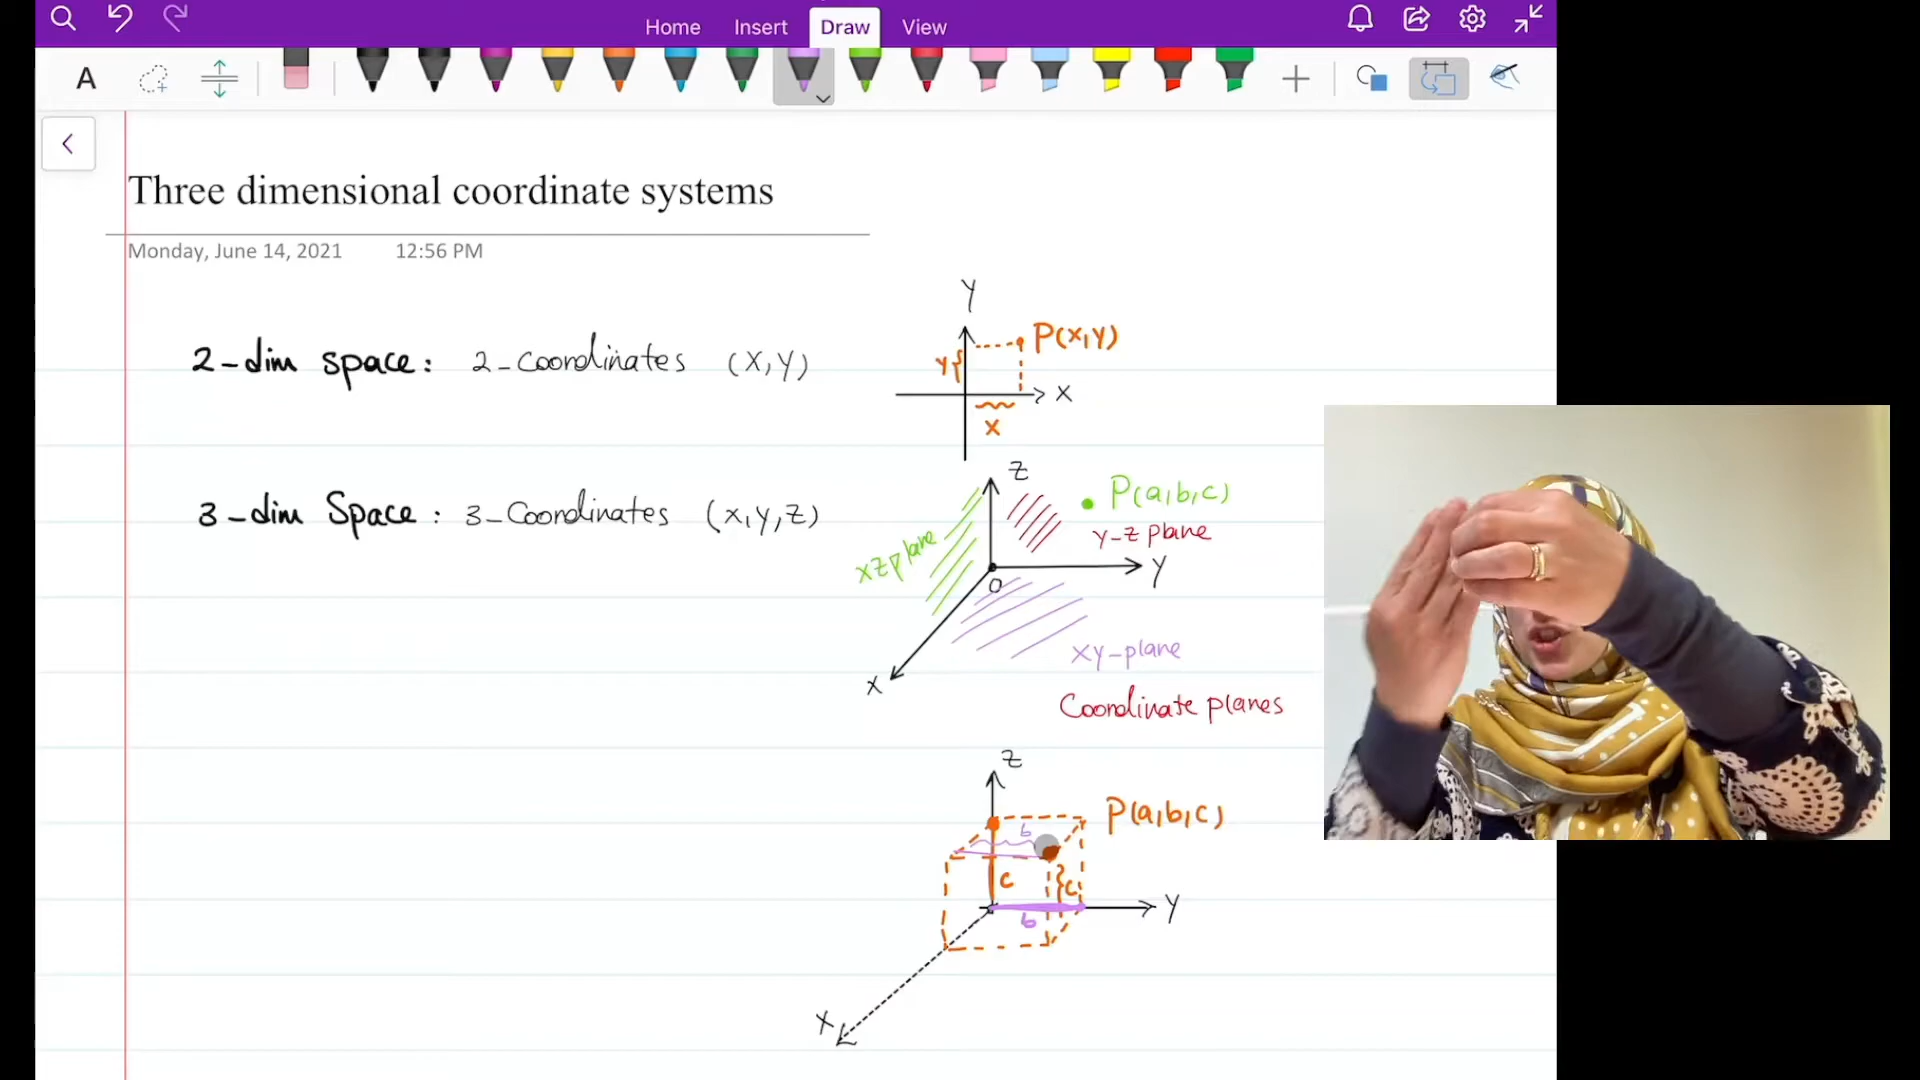 Home Insert Draw View
A
Three dimensional coordinate systems
Monday, June 14, 2021 12:56 PM
Y
2-dim space: 2-Coordinates (x,y)
P(x,y)
y
X
x
3-dim Space: 3-Coordinates (x,y,z)
Z
P(a,b,c)
y-z plane
xz plane
Y
O
xy-plane
X
Coordinate planes
Z
P(a,b,c)
b
c
c
Y
b
X